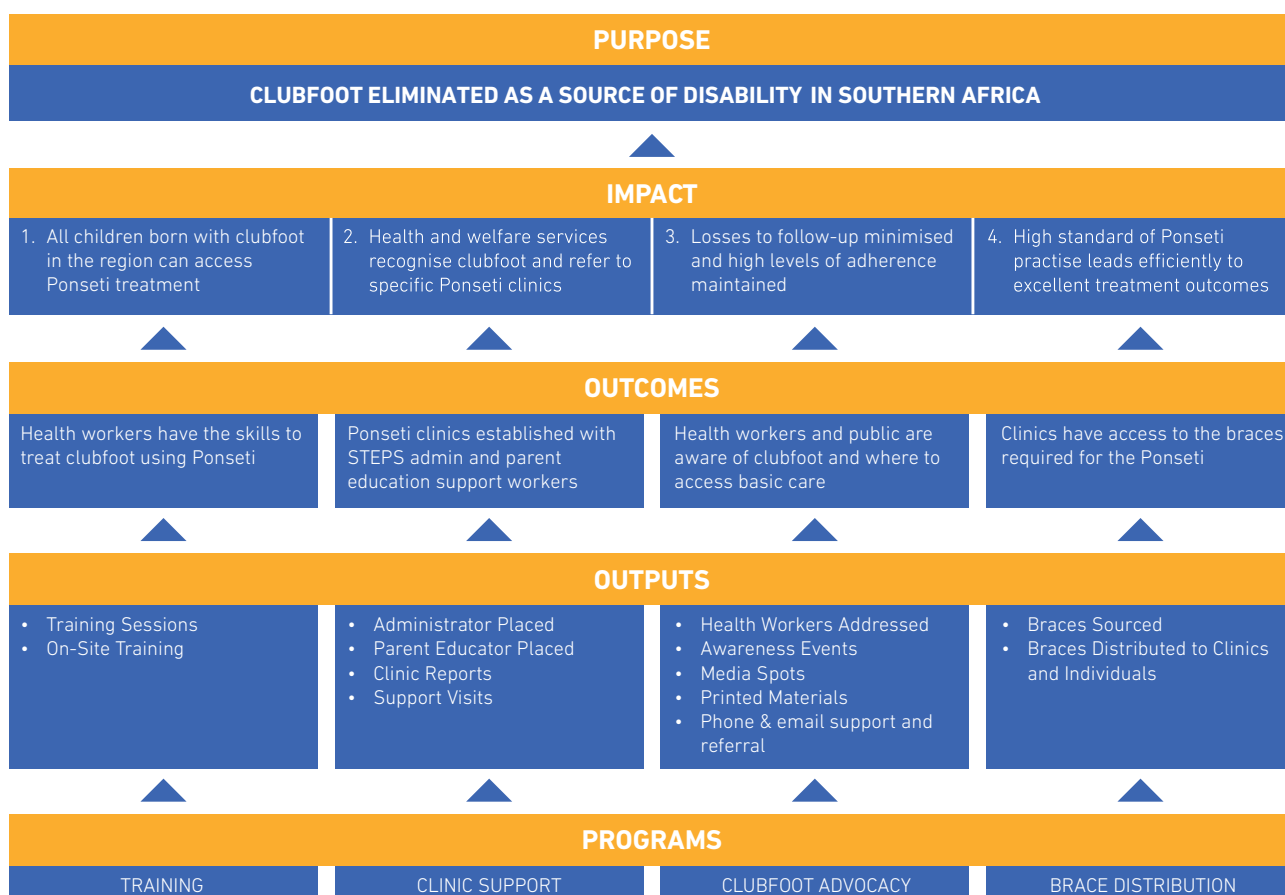 PURPOSE
CLUBFOOT ELIMINATED AS A SOURCE OF DISABILITY IN SOUTHERN AFRICA
IMPACT
1. All children born with clubfoot
in the region can access
Ponseti treatment
2. Health and welfare services
recognise clubfoot and refer to
specific Ponseti clinics
3. Losses to follow-up minimised
and high levels of adherence
maintained
4. High standard of Ponseti
practise leads efficiently to
excellent treatment outcomes
OUTCOMES
Health workers have the skills to
treat clubfoot using Ponseti
Ponseti clinics established with
STEPS admin and parent
education support workers
Health workers and public are
aware of clubfoot and where to
access basic care
Clinics have access to the braces
required for the Ponseti
OUTPUTS
• Training Sessions
• On-Site Training
• Administrator Placed
• Parent Educator Placed
• Clinic Reports
• Support Visits
• Health Workers Addressed
• Awareness Events
• Media Spots
• Printed Materials
• Phone & email support and
referral
• Braces Sourced
• Braces Distributed to Clinics
and Individuals
PROGRAMS
TRAINING
CLINIC SUPPORT
CLUBFOOT ADVOCACY
BRACE DISTRIBUTION